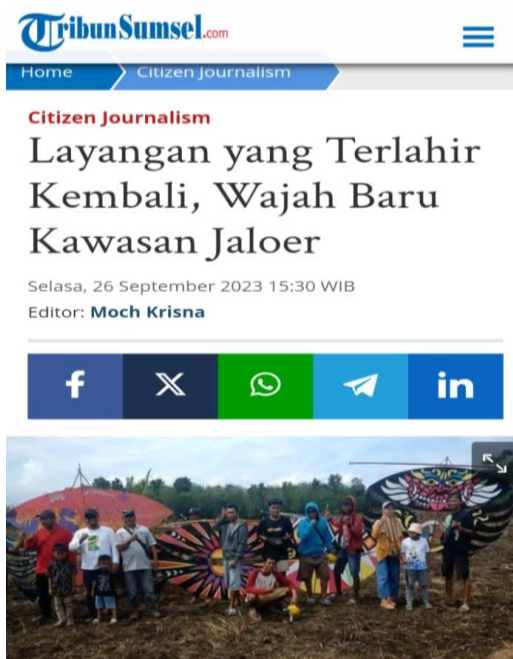 TribunSumsel.com
Home
Citizen Journalism
Citizen Journalism
Layangan yang Terlahir
Kembali, Wajah Baru
Kawasan Jaloer
Selasa, 26 September 2023 15:30 WIB
Editor: Moch Krisna